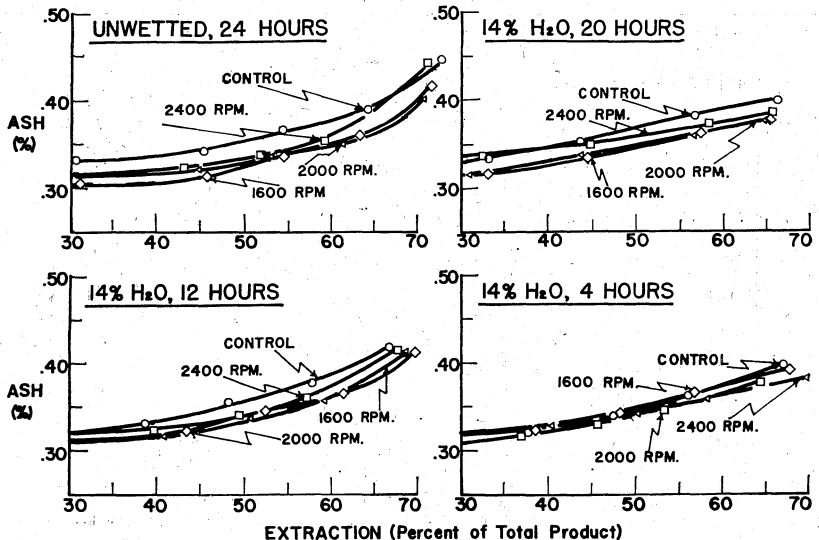 UNWETTED, 24 HOURS
.50
.40
.30
25
ASH
(%)
CONTROL
2400 RPM.
2000 RPM.
1600 RPM
30 40 50 60 70
14% H₂O, 20 HOURS
.50
.40
.30
25
CONTROL
2400 RPM.
2000 RPM.
1600 RPM.
30 40 50 60 70
14% H₂O, 12 HOURS
.50
.40
.30
25
ASH
(%)
CONTROL
2400 RPM.
1600 RPM.
2000 RPM.
30 40 50 60 70
14% H₂O, 4 HOURS
.50
.40
.30
25
CONTROL
1600 RPM.
2400 RPM.
2000 RPM.
30 40 50 60 70
EXTRACTION (Percent of Total Product)